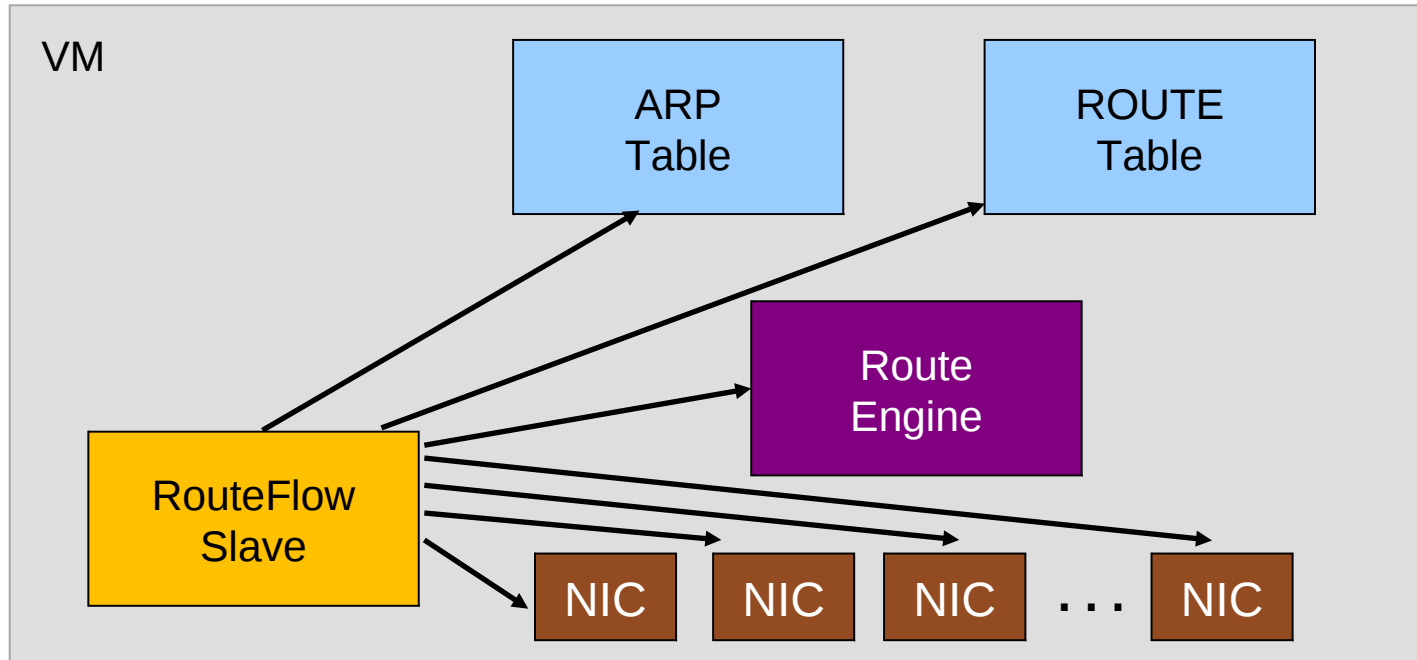 VM
ARP
Table
ROUTE
Table
Route
Engine
RouteFlow
Slave
NIC
NIC
NIC
. . .
NIC